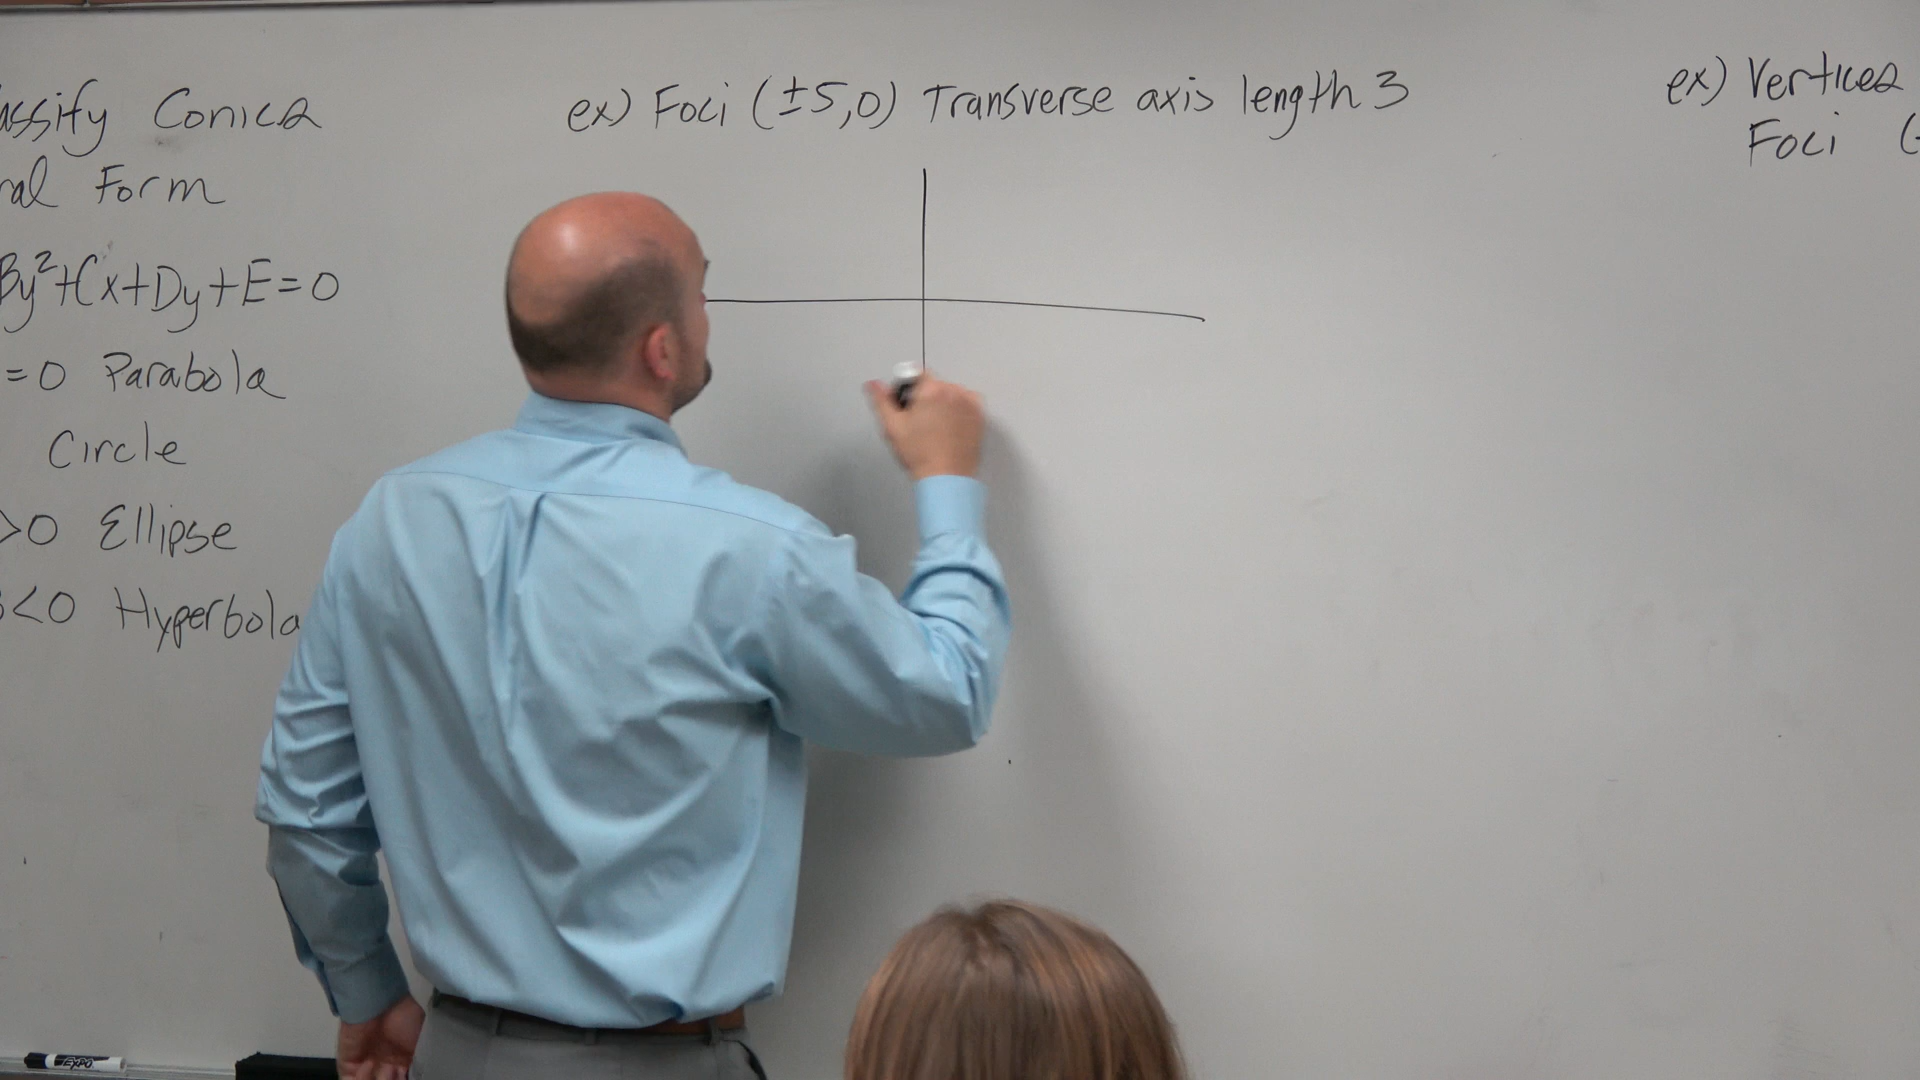 assify Conics
ral Form
By²+Cx+Dy+E=0
=0 Parabola
Circle
>0 Ellipse
<0 Hyperbola
ex) Foci (±5,0) Transverse axis length 3
ex) Vertices
Foci (
EXPO